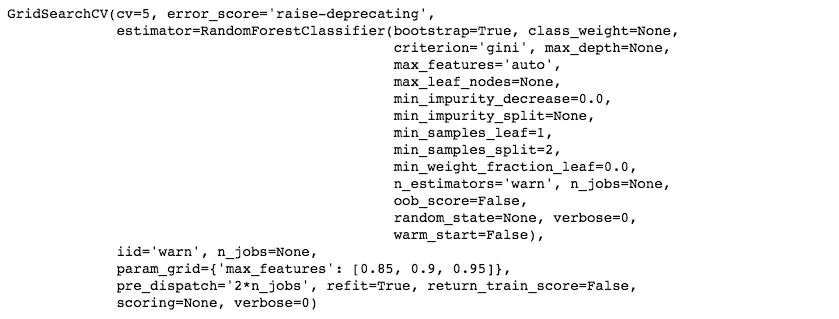 GridSearchCV(cv=5, error_score='raise-deprecating',
estimator=RandomForestClassifier(bootstrap=True, class_weight=None,
criterion='gini', max_depth=None,
max_features='auto',
max_leaf_nodes=None,
min_impurity_decrease=0.0,
min_impurity_split=None,
min_samples_leaf=1,
min_samples_split=2,
min_weight_fraction_leaf=0.0,
n_estimators='warn', n_jobs=None,
oob_score=False,
random_state=None, verbose=0,
warm_start=False),
iid='warn', n_jobs=None,
param_grid={'max_features': [0.85, 0.9, 0.95]},
pre_dispatch='2*n_jobs', refit=True, return_train_score=False,
scoring=None, verbose=0)